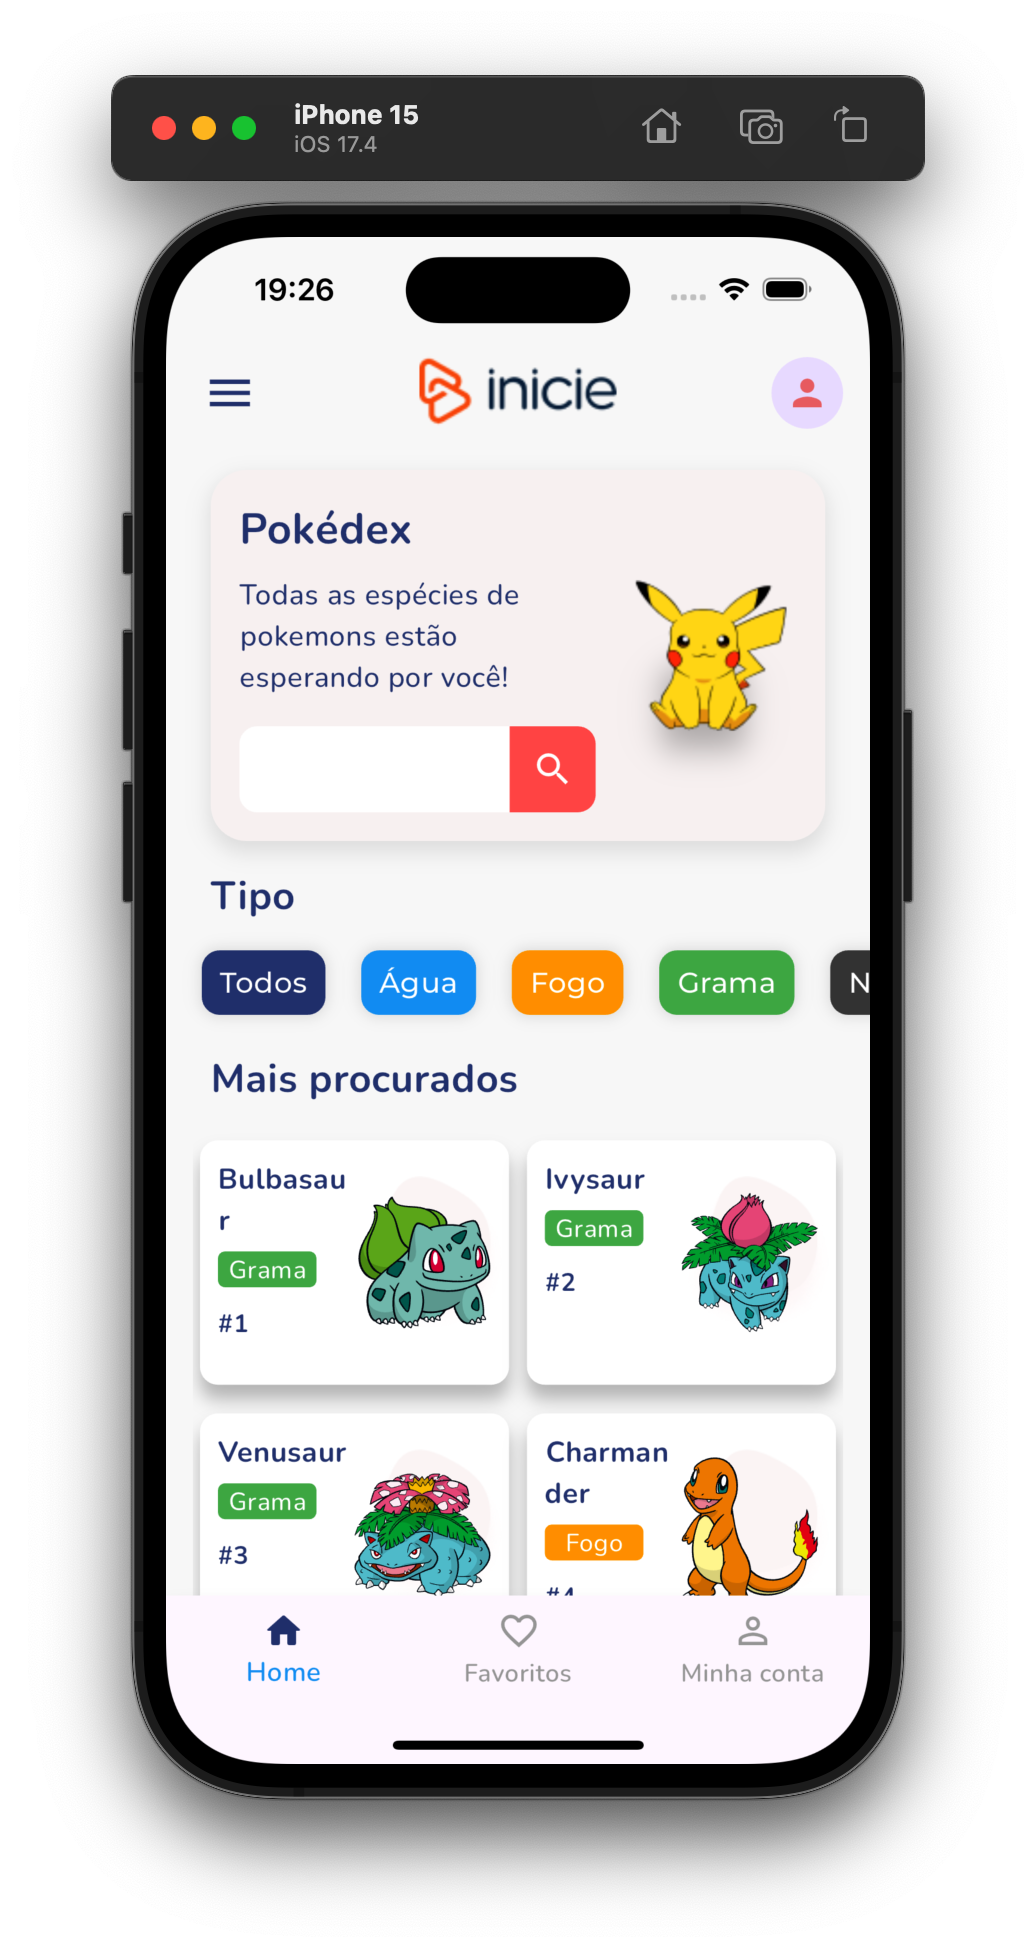 iPhone 15
iOS 17.4
19:26
inicie
Pokédex
Todas as espécies de
pokemons estão
esperando por você!
Tipo
Todos
Água
Fogo
Grama
N
Mais procurados
Bulbasau
r
Grama
#1
Ivysaur
Grama
#2
Venusaur
Grama
#3
Charman
der
Fogo
#4
Home
Favoritos
Minha conta